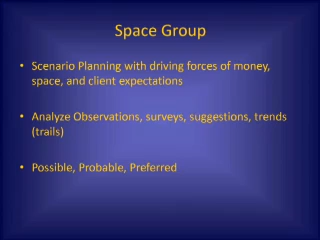 Space Group
• Scenario Planning with driving forces of money,
space, and client expectations
• Analyze Observations, surveys, suggestions, trends
(trails)
• Possible, Probable, Preferred